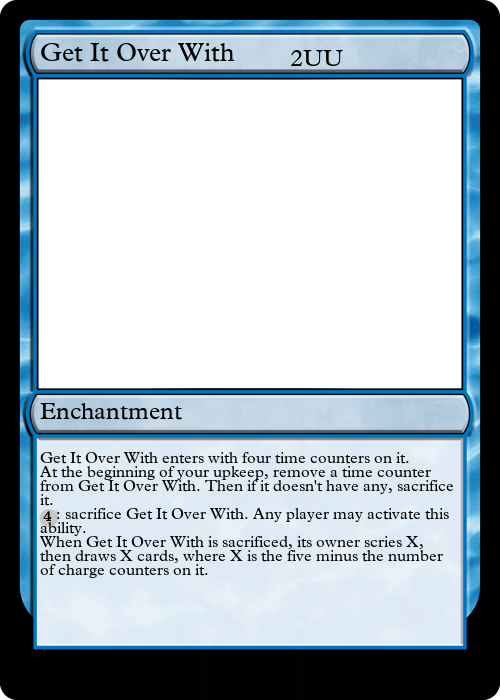 Get It Over With 2UU
Enchantment
Get It Over With enters with four time counters on it.
At the beginning of your upkeep, remove a time counter
from Get It Over With. Then if it doesn't have any, sacrifice
it.
4: sacrifice Get It Over With. Any player may activate this
ability.
When Get It Over With is sacrificed, its owner scries X,
then draws X cards, where X is the five minus the number
of charge counters on it.